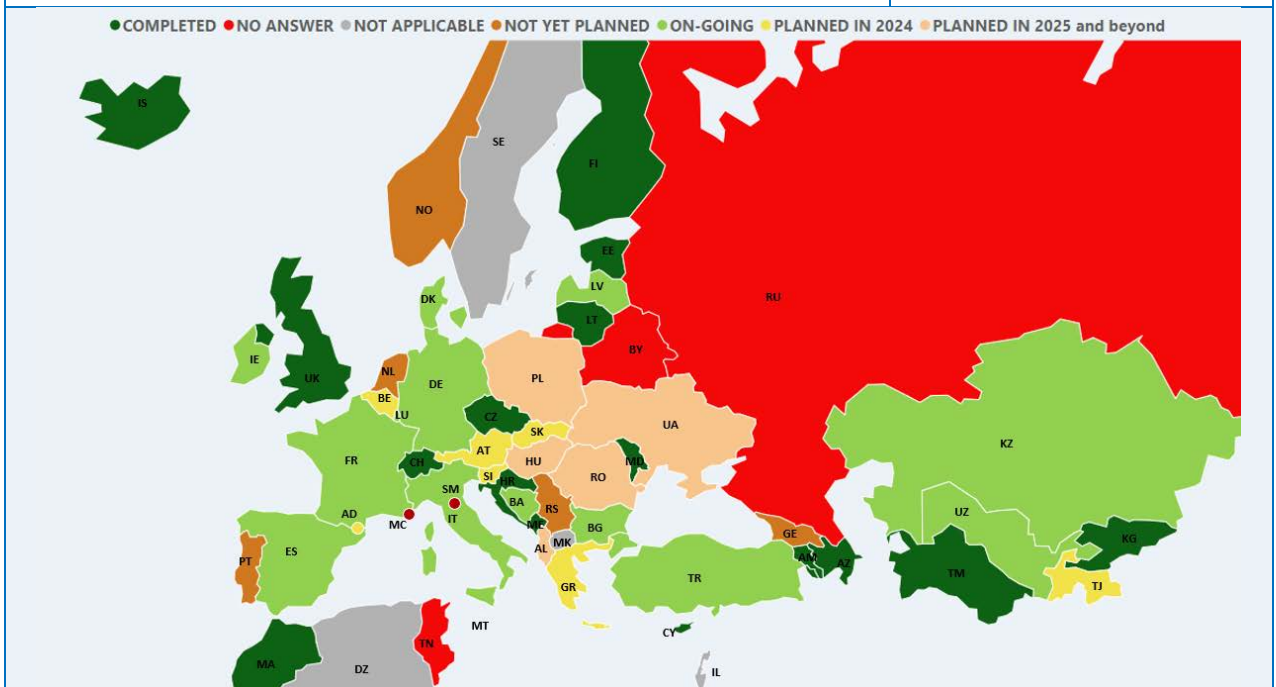 COMPLETED NO ANSWER NOT APPLICABLE NOT YET PLANNED ON-GOING PLANNED IN 2024 PLANNED IN 2025 and beyond
IS
SE
FI
NO
EE
LV
DK
RU
LT
BY
IE
NL
UK
PL
DE
BE
LU
CZ
UA
SK
KZ
AT
FR
CH
HU
MD
SI
RO
HR
SM
BA
RS
UZ
AD
MC
IT
ME
BG
GE
KG
MK
AL
ES
AM
AZ
PT
TM
TR
GR
TJ
MT
CY
TN
MA
DZ
IL